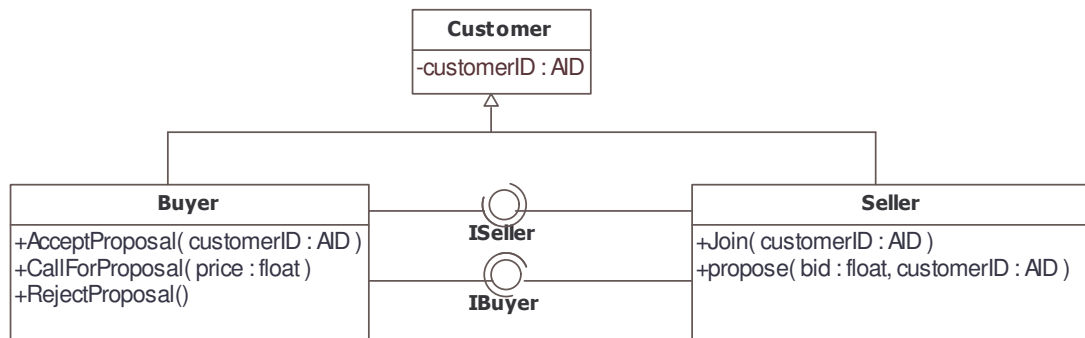 Customer
-customerID : AID
Buyer
+AcceptProposal( customerID : AID )
+CallForProposal( price : float )
+RejectProposal()
ISeller
IBuyer
Seller
+Join( customerID : AID )
+propose( bid : float, customerID : AID )